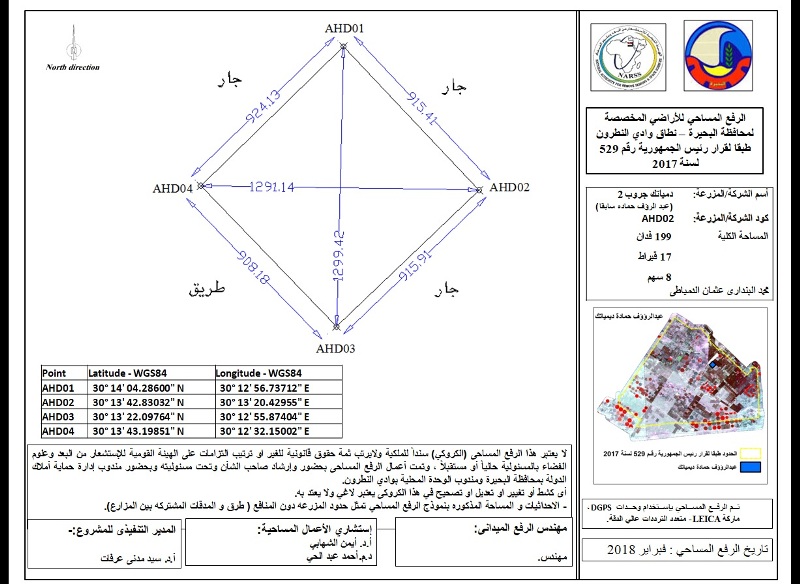 North direction
AHD01
جار
جار
924.13
915.41
AHD04
1291.14
AHD02
1299.42
908.18
915.91
طريق
جار
AHD03
Point Latitude - WGS84 Longitude - WGS84
AHD01 30° 14' 04.28600" N 30° 12' 56.73712" E
AHD02 30° 13' 42.83032" N 30° 13' 20.42955" E
AHD03 30° 13' 22.09764" N 30° 12' 55.87404" E
AHD04 30° 13' 43.19851" N 30° 12' 32.15002" E
لا يعتبر هذا الرفع المساحى (الكروكي) سنداً للملكية ولايرتب ثمة حقوق قانونية للغير او ترتيب التزامات على الهيئة القومية للإستشعار من البعد وعلوم
الفضاء بالمسئولية حالياً أو مستقبلاً ، وتمت أعمال الرفع المساحى بحضور وإرشاد صاحب الشأن وتحت مسئوليته وبحضور مندوب إدارة حماية أملاك
الدولة بمحافظة البحيرة ومندوب الوحدة المحلية بوادي النطرون.
أى كشط أو تغيير او تعديل او تصحيح في هذا الكروكى يعتبر لاغي ولا يعتد به.
- الاحداثيات و المساحة المذكوره بنموذج الرفع المساحي تمثل حدود المزرعه دون المنافع ( طرق و المدقات المشتركه بين المزارع).
مهندس الرفع الميدانى:
مهندس.
إستشاري الأعمال المساحية:
أ.د. أيمن الشهابي
د.م.أحمد عبد الحي
المدير التنفيذى للمشروع:-
أ.د. سيد مدنى عرفات
NARSS
الرفع المساحي للأراضي المخصصة
لمحافظة البحيرة – نطاق وادي النطرون
طبقا لقرار رئيس الجمهورية رقم 529
لسنة 2017
أسم الشركة/المزرعة: دمياتك جروب 2
(عبد الرؤف حماده سابقا)
كود الشركة/المزرعة: AHD02
المساحة الكلية 199 فدان
17 قيراط
8 سهم
محمد البندارى عثمان الدمياطى
عبدالرؤوف حمادة ديمياتك
الحدود طبقا لقرار رئيس الجمهورية رقم 529 لسنة 2017
عبدالرؤوف حمادة ديمياتك
تم الرفع المساحى بإستخدام وحدات DGPS -
ماركة LEICA - متعدد الترددات عالي الدقة.
تاريخ الرفع المساحي : فبراير 2018